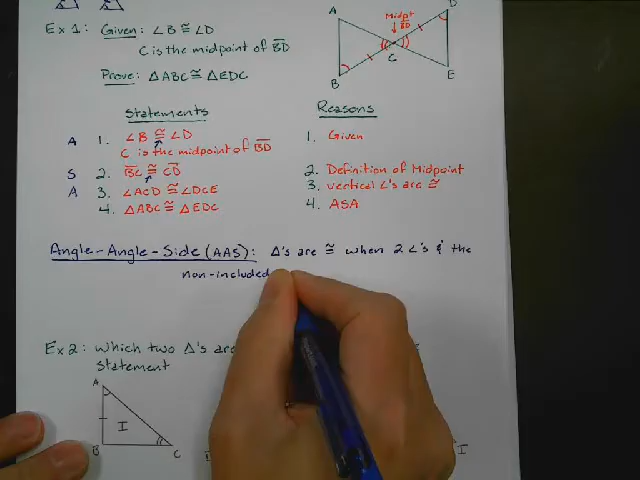 Ex 1: Given: ∠B ≅ ∠D
C is the midpoint of BD
Prove: △ABC ≅ △EDC
A
B
C
D
E
Midpt
BD
Statements
Reasons
A 1. ∠B ≅ ∠D
C is the midpoint of BD
1. Given
S 2. BC ≅ CD
2. Definition of Midpoint
A 3. ∠ACD ≅ ∠DCE
3. vertical ∠'s are ≅
4. △ABC ≅ △EDC
4. ASA
Angle-Angle-Side (AAS): △'s are ≅ when 2 ∠'s & the
non-included
Ex 2: which two △'s are
statement
A
I
B
C
I